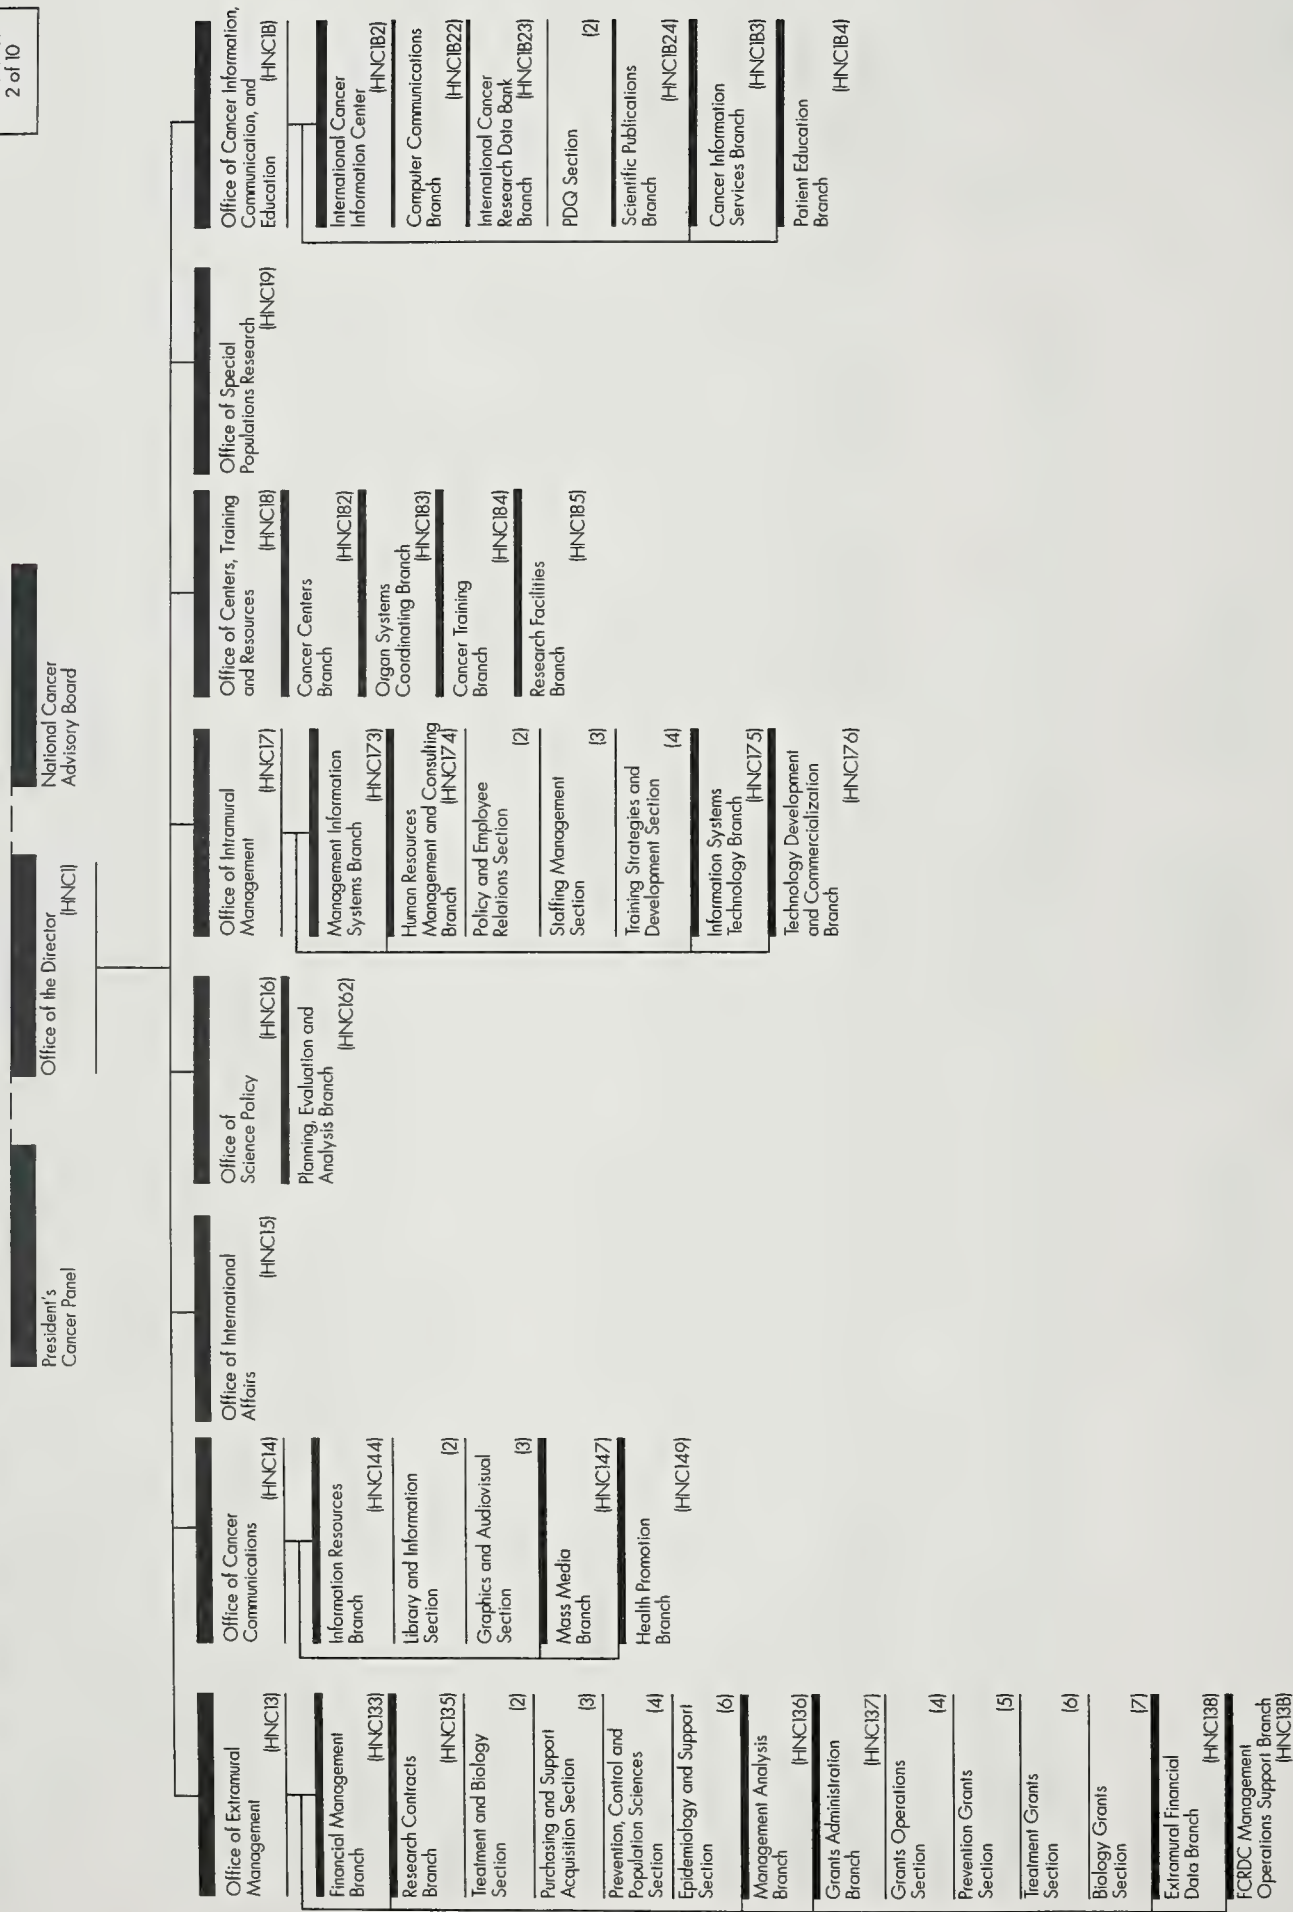 2 of 10
President's
Cancer Panel
Office of the Director
(HNC1)
National Cancer
Advisory Board
Office of Extramural
Management
(HNC13)
Financial Management
Branch
(HNC133)
Research Contracts
Branch
(HNC135)
Treatment and Biology
Section
(2)
Purchasing and Support
Acquisition Section
(3)
Prevention, Control and
Population Sciences
Section
(4)
Epidemiology and Support
Section
(6)
Management Analysis
Branch
(HNC136)
Grants Administration
Branch
(HNC137)
Grants Operations
Section
(4)
Prevention Grants
Section
(5)
Treatment Grants
Section
(6)
Biology Grants
Section
(7)
Extramural Financial
Data Branch
(HNC138)
FCRDC Management
Operations Support Branch
(HNC13B)
Office of Cancer
Communications
(HNC14)
Information Resources
Branch
(HNC144)
Library and Information
Section
(2)
Graphics and Audiovisual
Section
(3)
Mass Media
Branch
(HNC147)
Health Promotion
Branch
(HNC149)
Office of International
Affairs
(HNC15)
Office of
Science Policy
(HNC16)
Planning, Evaluation and
Analysis Branch
(HNC162)
Office of Intramural
Management
(HNC17)
Management Information
Systems Branch
(HNC173)
Human Resources
Management and Consulting
Branch
(HNC174)
Policy and Employee
Relations Section
(2)
Staffing Management
Section
(3)
Training Strategies and
Development Section
(4)
Information Systems
Technology Branch
(HNC175)
Technology Development
and Commercialization
Branch
(HNC176)
Office of Centers, Training
and Resources
(HNC18)
Cancer Centers
Branch
(HNC182)
Organ Systems
Coordinating Branch
(HNC183)
Cancer Training
Branch
(HNC184)
Research Facilities
Branch
(HNC185)
Office of Special
Populations Research
(HNC19)
Office of Cancer Information,
Communication, and
Education
(HNC1B)
International Cancer
Information Center
(HNC1B2)
Computer Communications
Branch
(HNC1B22)
International Cancer
Research Data Bank
Branch
(HNC1B23)
PDQ Section
(2)
Scientific Publications
Branch
(HNC1B24)
Cancer Information
Services Branch
(HNC1B3)
Patient Education
Branch
(HNC1B4)